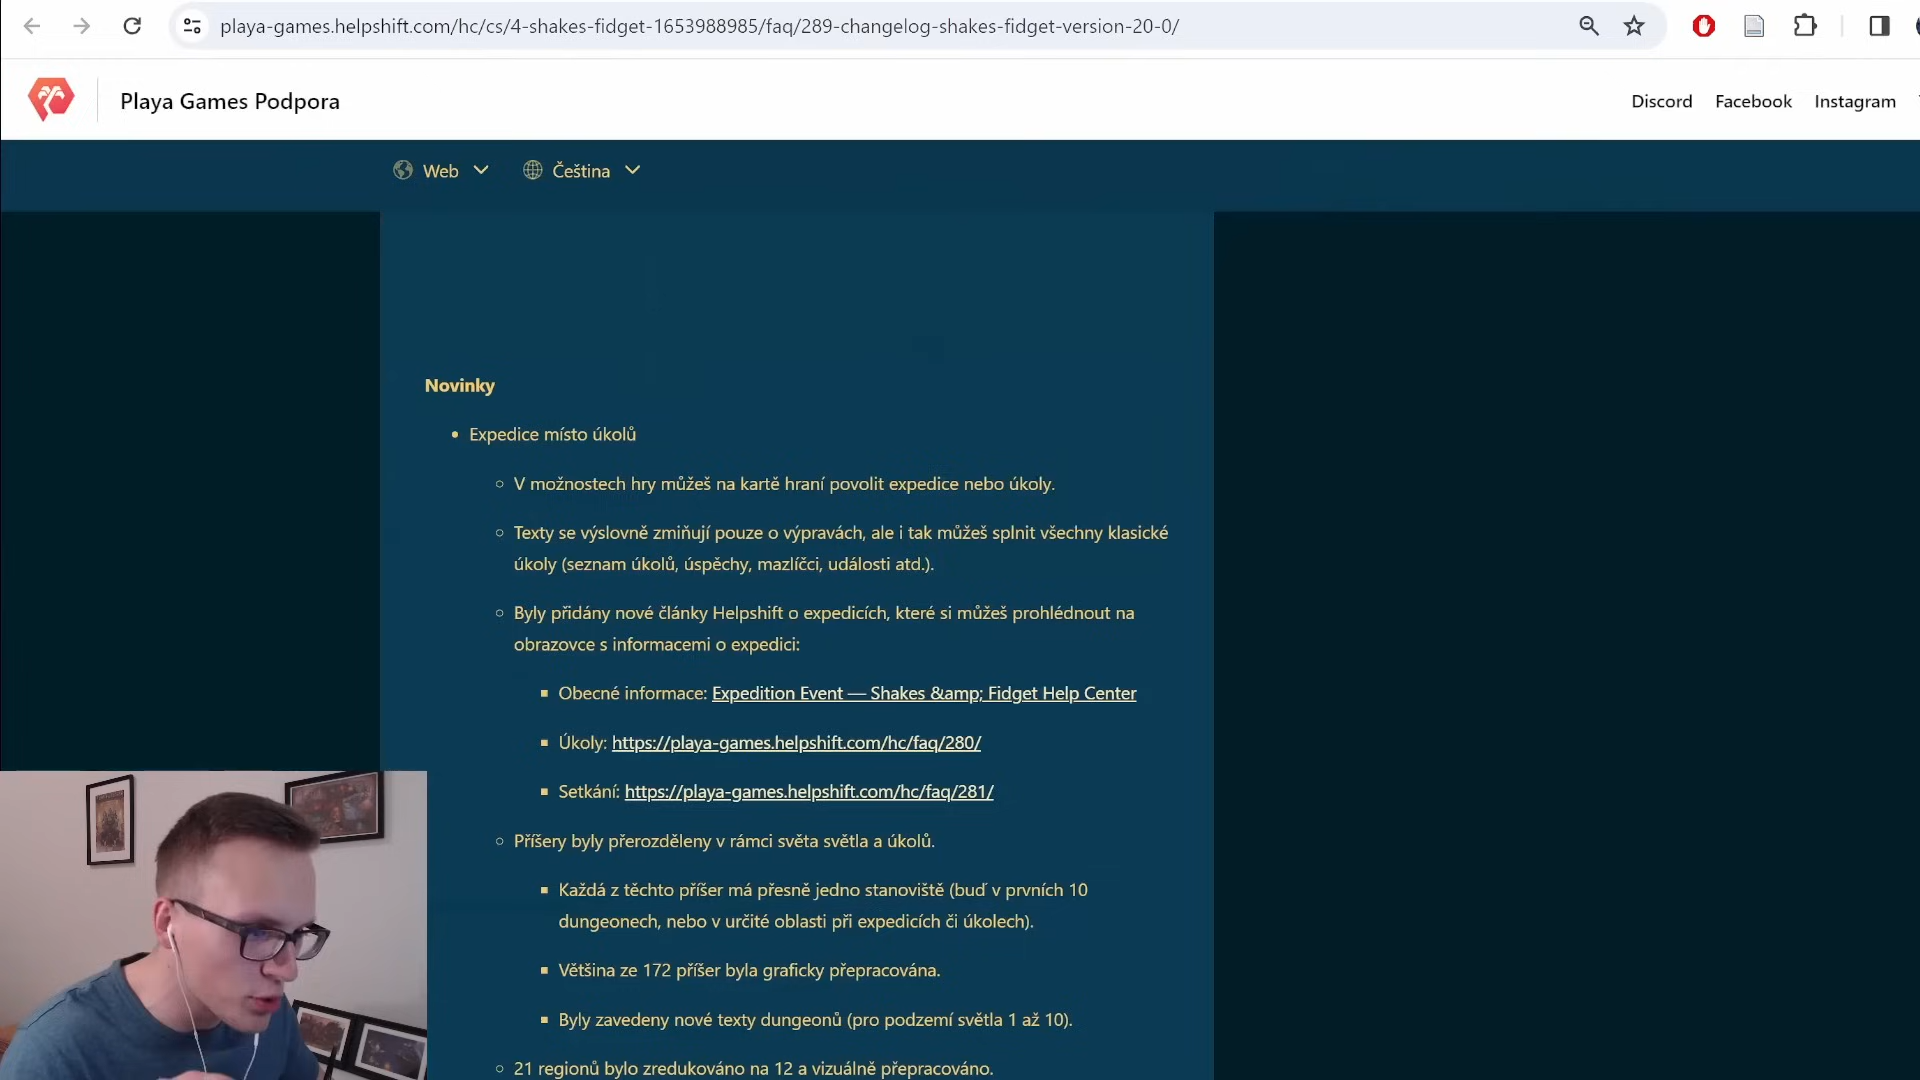 playa-games.helpshift.com/hc/cs/4-shakes-fidget-1653988985/faq/289-changelog-shakes-fidget-version-20-0/
Playa Games Podpora
Discord Facebook Instagram
Web Čeština
Novinky
Expedice místo úkolů
V možnostech hry můžeš na kartě hraní povolit expedice nebo úkoly.
Texty se výslovně zmiňují pouze o výpravách, ale i tak můžeš splnit všechny klasické
úkoly (seznam úkolů, úspěchy, mazlíčci, události atd.).
Byly přidány nové články Helpshift o expedicích, které si můžeš prohlédnout na
obrazovce s informacemi o expedici:
Obecné informace: Expedition Event — Shakes &amp; Fidget Help Center
Úkoly: https://playa-games.helpshift.com/hc/faq/280/
Setkání: https://playa-games.helpshift.com/hc/faq/281/
Příšery byly přerozděleny v rámci světa světla a úkolů.
Každá z těchto příšer má přesně jedno stanoviště (buď v prvních 10
dungeonech, nebo v určité oblasti při expedicích či úkolech).
Většina ze 172 příšer byla graficky přepracována.
Byly zavedeny nové texty dungeonů (pro podzemí světla 1 až 10).
21 regionů bylo zredukováno na 12 a vizuálně přepracováno.